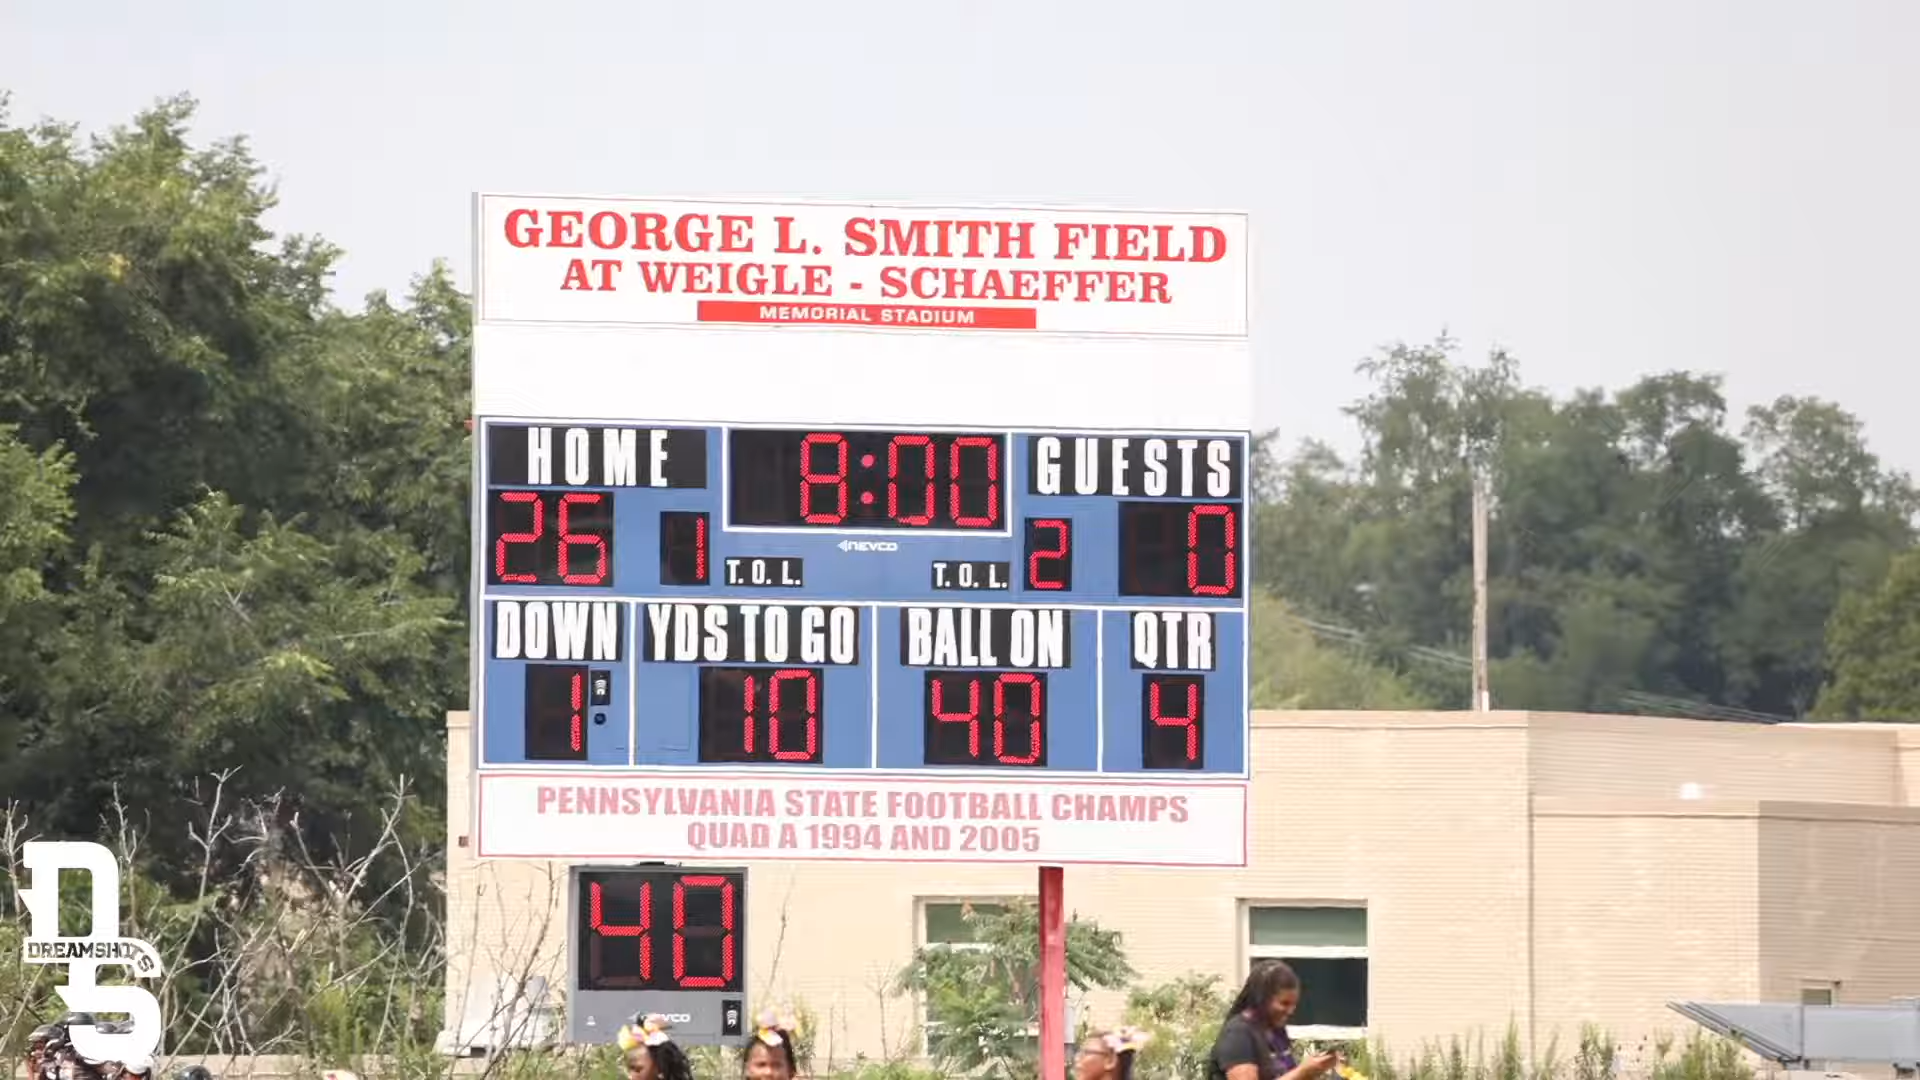 GEORGE L. SMITH FIELD
AT WEIGLE - SCHAEFFER
MEMORIAL STADIUM
HOME 8:00 GUESTS
26 1 T.O.L. NEVCO T.O.L. 2 0
DOWN YDS TO GO BALL ON QTR
1 10 40 4
PENNSYLVANIA STATE FOOTBALL CHAMPS
QUAD A 1994 AND 2005
40
NEVCO
D
DREAMSHOTS
S